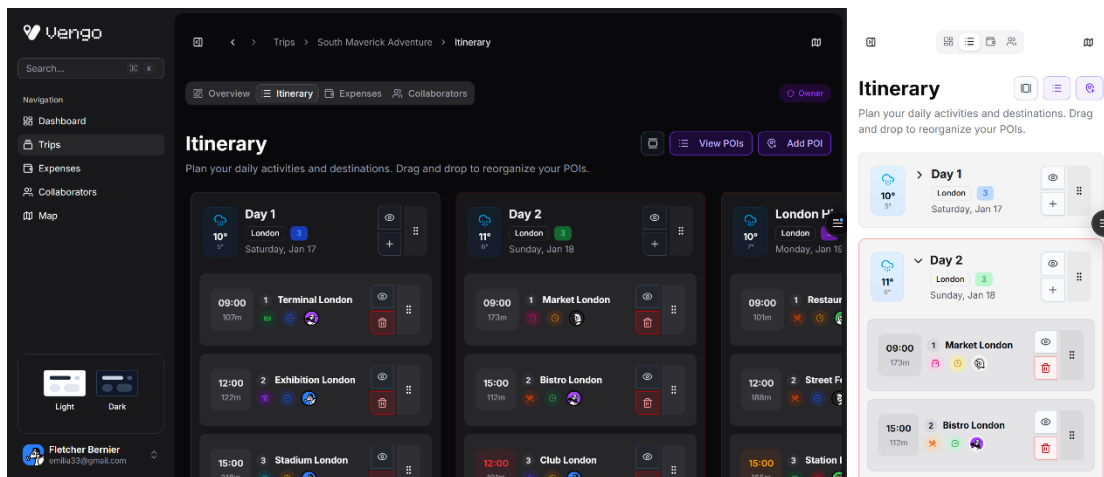 Vengo
Search... ⌘ K
Navigation
Dashboard
Trips
Expenses
Collaborators
Map
Light Dark
Fletcher Bernier
emilia33@gmail.com
Trips > South Maverick Adventure > Itinerary
Overview Itinerary Expenses Collaborators
Owner
Itinerary
View POIs Add POI
Plan your daily activities and destinations. Drag and drop to reorganize your POIs.
Day 1
10° London 3
5° Saturday, Jan 17
09:00 1 Terminal London
107m
12:00 2 Exhibition London
122m
15:00 3 Stadium London
Day 2
11° London 3
6° Sunday, Jan 18
09:00 1 Market London
173m
15:00 2 Bistro London
112m
12:00 3 Club London
London
10° London
7° Monday, Jan 19
09:00 1 Restaur
101m
12:00 2 Street
188m
15:00 3 Station
Itinerary
Plan your daily activities and destinations. Drag
and drop to reorganize your POIs.
Day 1
10° London 3
5° Saturday, Jan 17
Day 2
11° London 3
6° Sunday, Jan 18
09:00 1 Market London
173m
15:00 2 Bistro London
112m